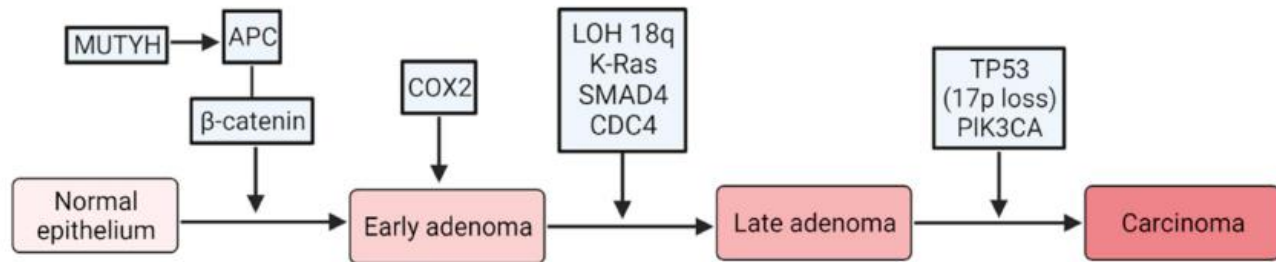 MUTYH
APC
β-catenin
COX2
LOH 18q
K-Ras
SMAD4
CDC4
TP53
(17p loss)
PIK3CA
Normal
epithelium
Early adenoma
Late adenoma
Carcinoma